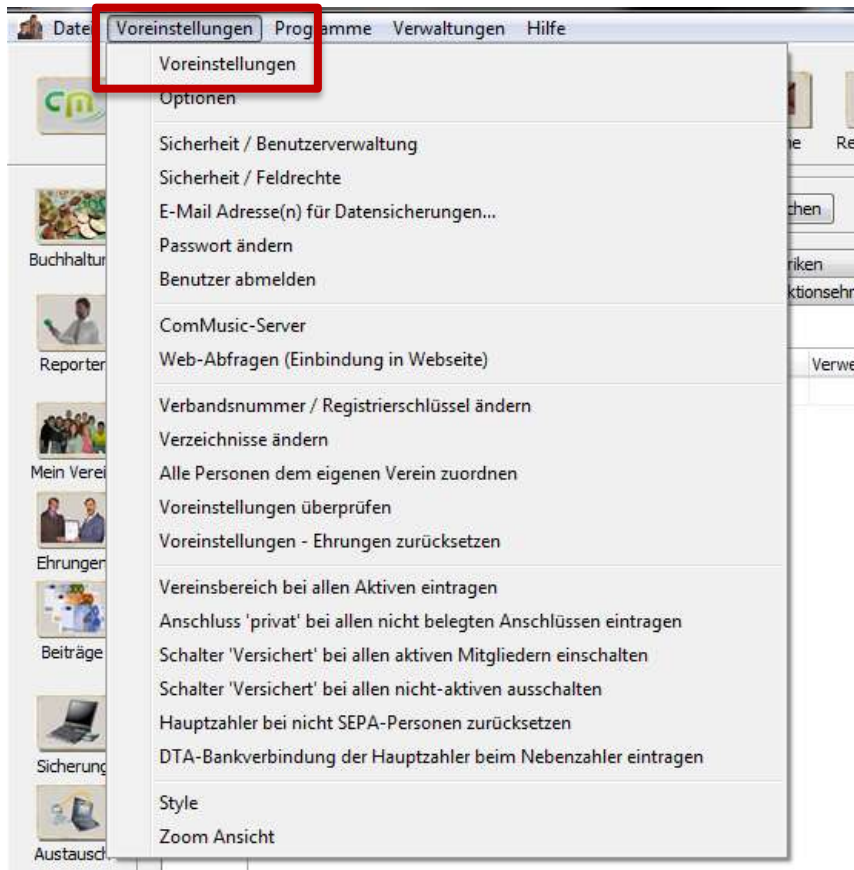 Datei Voreinstellungen Programme Verwaltungen Hilfe
Voreinstellungen
Optionen
Sicherheit / Benutzerverwaltung
Sicherheit / Feldrechte
E-Mail Adresse(n) für Datensicherungen...
Passwort ändern
Benutzer abmelden
ComMusic-Server
Web-Abfragen (Einbindung in Webseite)
Verbandsnummer / Registrierschlüssel ändern
Verzeichnisse ändern
Alle Personen dem eigenen Verein zuordnen
Voreinstellungen überprüfen
Voreinstellungen - Ehrungen zurücksetzen
Vereinsbereich bei allen Aktiven eintragen
Anschluss 'privat' bei allen nicht belegten Anschlüssen eintragen
Schalter 'Versichert' bei allen aktiven Mitgliedern einschalten
Schalter 'Versichert' bei allen nicht-aktiven ausschalten
Hauptzahler bei nicht SEPA-Personen zurücksetzen
DTA-Bankverbindung der Hauptzahler beim Nebenzahler eintragen
Style
Zoom Ansicht
cm
Buchhaltun
Reporter
Mein Verei
Ehrungen
Beiträge
Sicherung
Austausch
ne Re
chen
riken
ktionsehr
Verwe